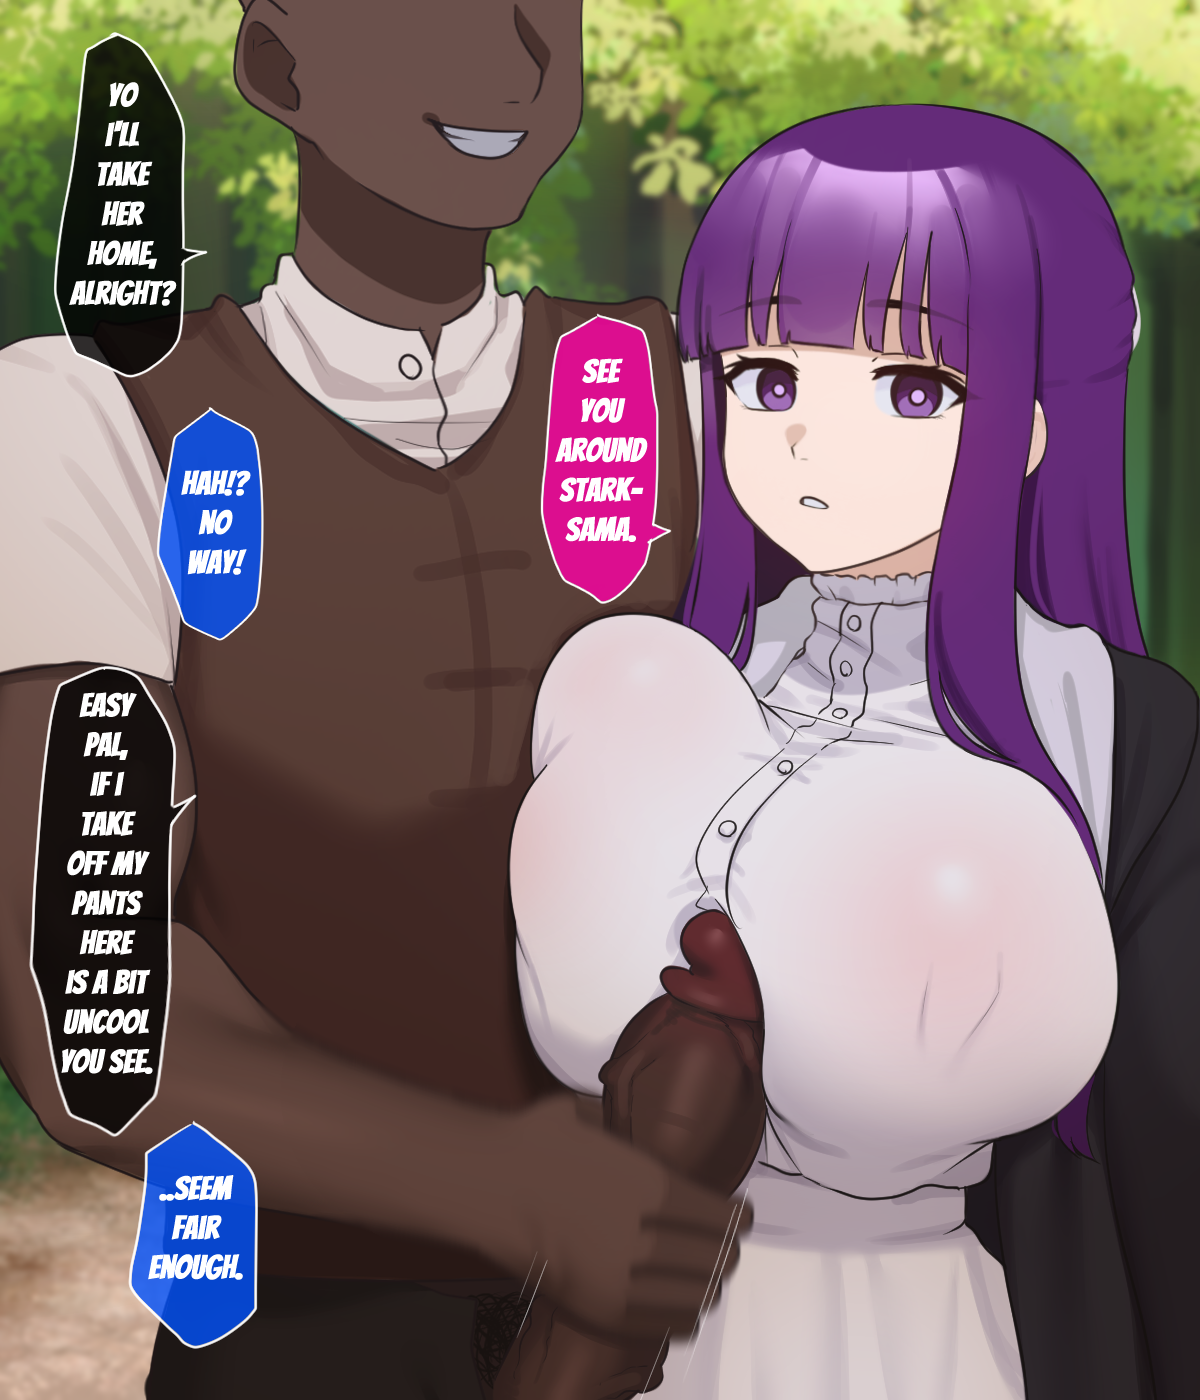 YO
I'LL
TAKE
HER
HOME,
ALRIGHT?
HAH!?
NO
WAY!
SEE
YOU
AROUND
STARK-
SAMA.
EASY
PAL,
IF I
TAKE
OFF MY
PANTS
HERE
IS A BIT
UNCOOL
YOU SEE.
..SEEM
FAIR
ENOUGH.